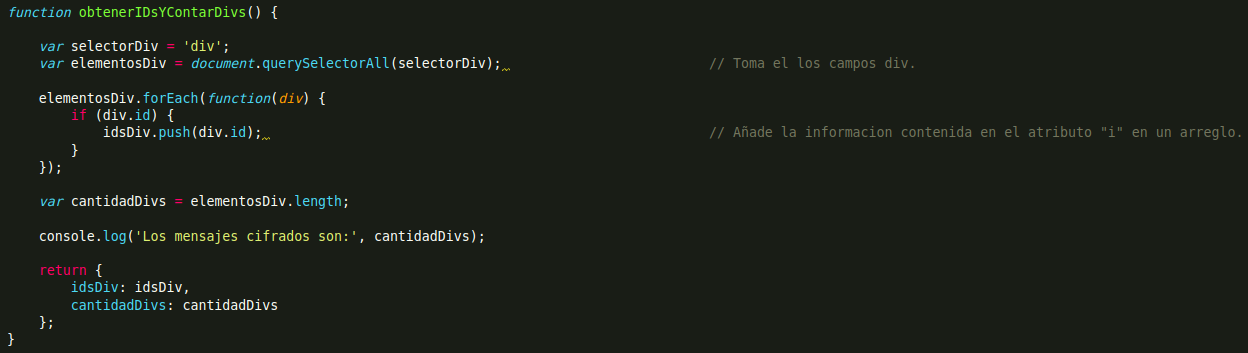 function obtenerIDsYContarDivs() {
var selectorDiv = 'div';
var elementosDiv = document.querySelectorAll(selectorDiv); // Toma el los campos div.
elementosDiv.forEach(function(div) {
if (div.id) {
idsDiv.push(div.id); // Añade la informacion contenida en el atributo "i" en un arreglo.
}
});
var cantidadDivs = elementosDiv.length;
console.log('Los mensajes cifrados son:', cantidadDivs);
return {
idsDiv: idsDiv,
cantidadDivs: cantidadDivs
};
}